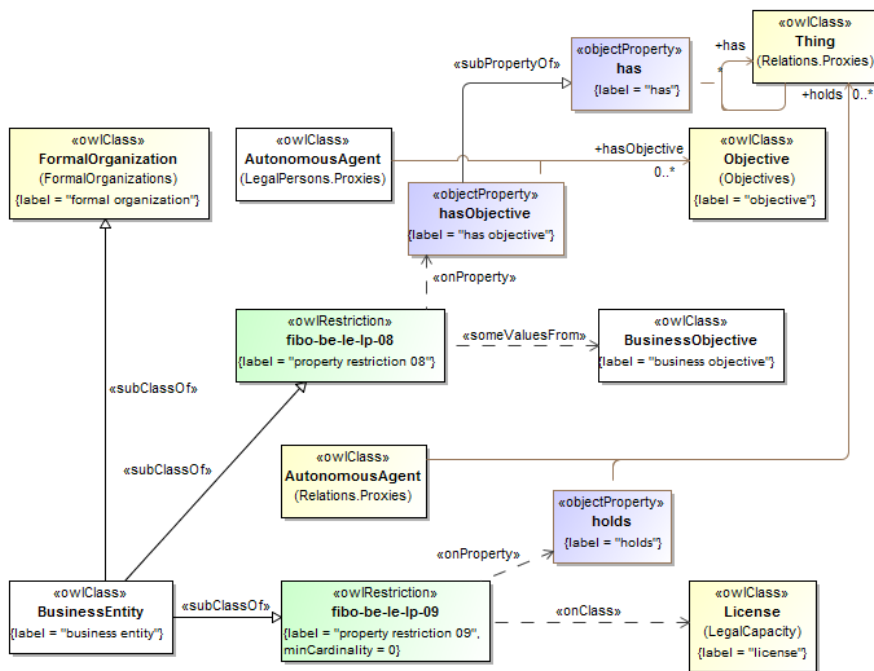 «owlClass»
Thing
(Relations.Proxies)
+has
*
+holds
0..*
«objectProperty»
has
{label = "has"}
«subPropertyOf»
«owlClass»
FormalOrganization
(FormalOrganizations)
{label = "formal organization"}
«owlClass»
AutonomousAgent
(LegalPersons.Proxies)
+hasObjective
0..*
«owlClass»
Objective
(Objectives)
{label = "objective"}
«objectProperty»
hasObjective
{label = "has objective"}
«onProperty»
«owlRestriction»
fibo-be-le-lp-08
{label = "property restriction 08"}
«someValuesFrom»
«owlClass»
BusinessObjective
{label = "business objective"}
«subClassOf»
«subClassOf»
«owlClass»
AutonomousAgent
(Relations.Proxies)
«objectProperty»
holds
{label = "holds"}
«onProperty»
«owlClass»
BusinessEntity
{label = "business entity"}
«subClassOf»
«owlRestriction»
fibo-be-le-lp-09
{label = "property restriction 09",
minCardinality = 0}
«onClass»
«owlClass»
License
(LegalCapacity)
{label = "license"}